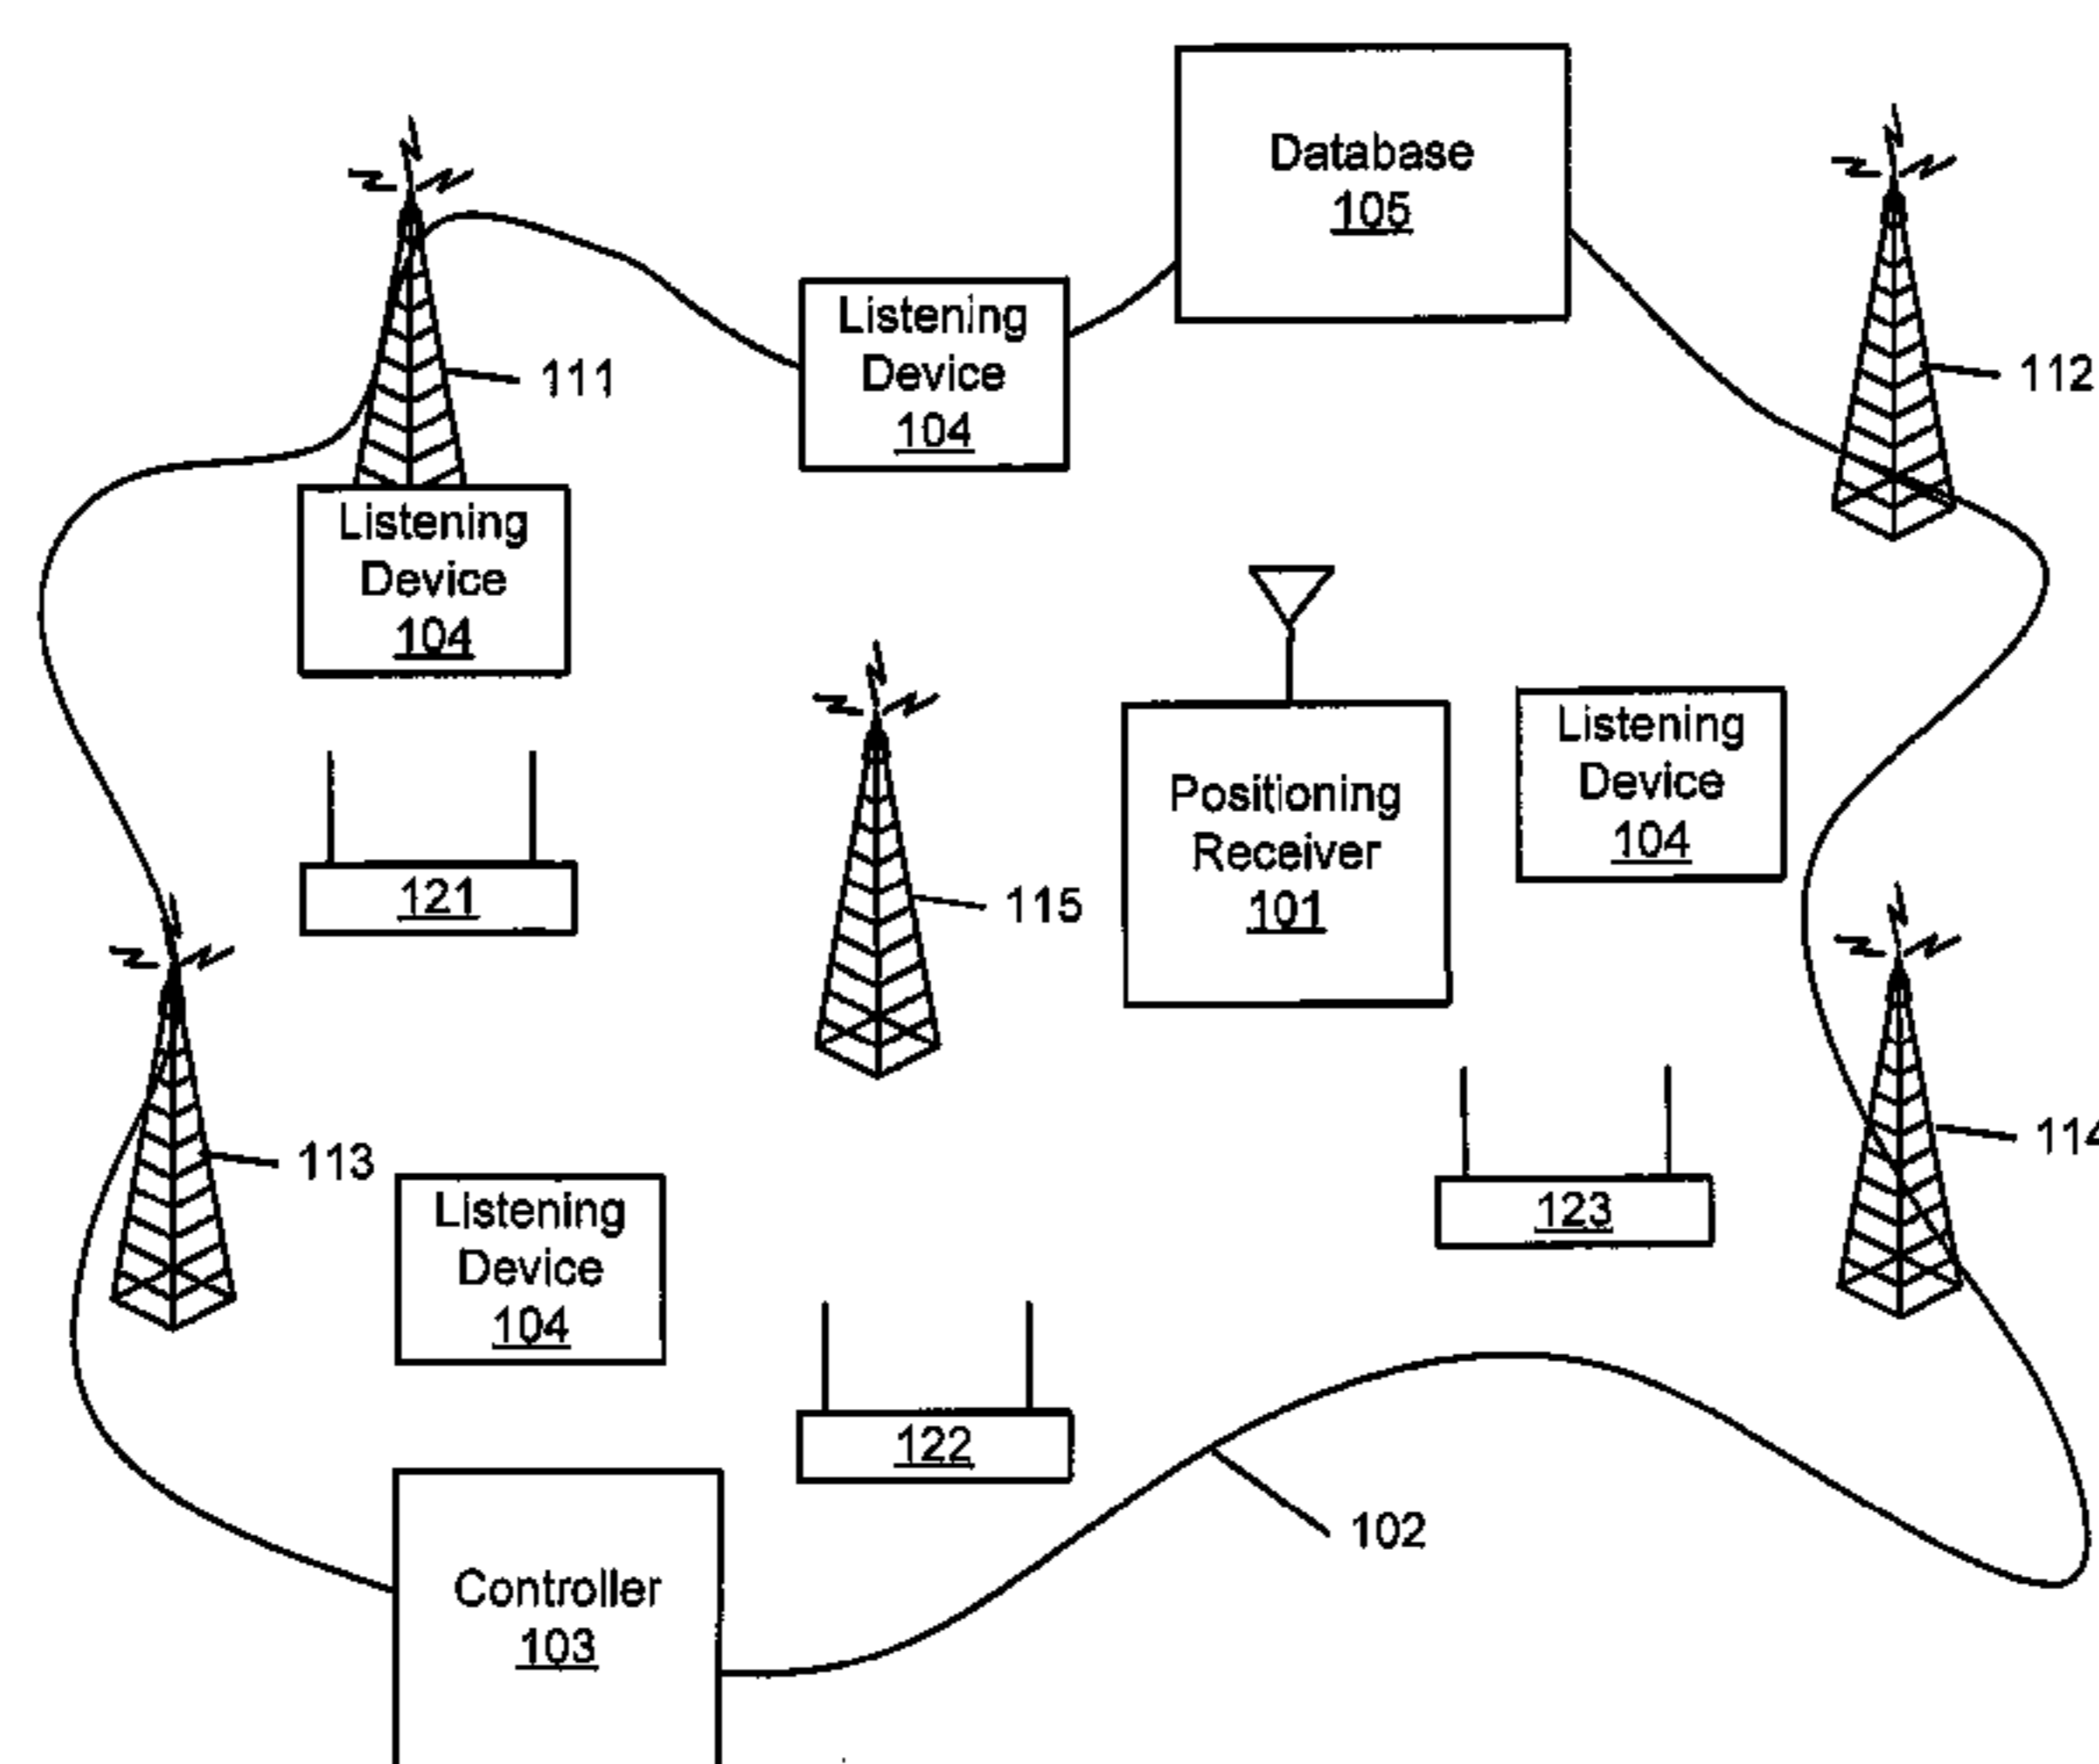 Database
105
Listening
Device
104
111
112
Listening
Device
104
Listening
Device
104
Positioning
Receiver
101
121
115
113
114
Listening
Device
104
123
122
102
Controller
103